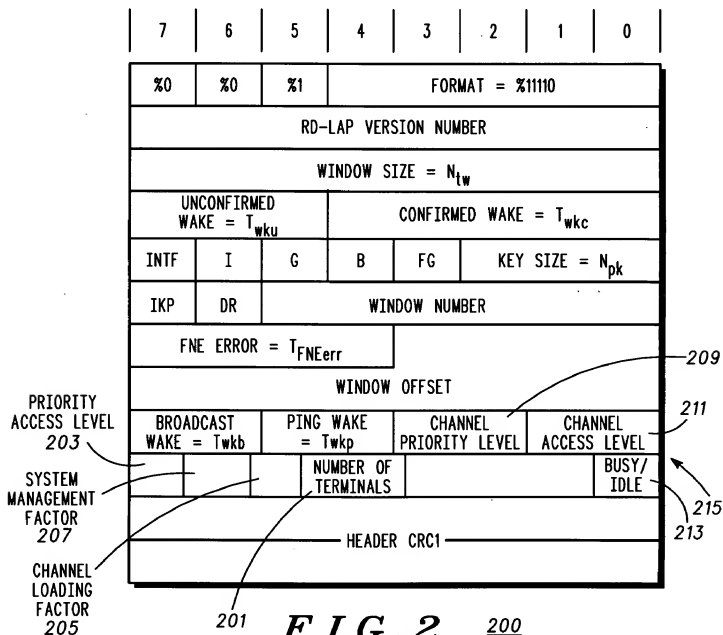 7 6 5 4 3 2 1 0
%0 %0 %1 FORMAT = %11110
RD-LAP VERSION NUMBER
WINDOW SIZE = Ntw
UNCONFIRMED
WAKE = Twku
CONFIRMED WAKE = Twkc
INTF I G B FG KEY SIZE = Npk
IKP DR WINDOW NUMBER
FNE ERROR = TFNEerr
WINDOW OFFSET
209
BROADCAST
WAKE = Twkb
PING WAKE
= Twkp
CHANNEL
PRIORITY LEVEL
CHANNEL
ACCESS LEVEL
211
PRIORITY
ACCESS LEVEL
203
NUMBER OF
TERMINALS
BUSY/
IDLE
215
213
SYSTEM
MANAGEMENT
FACTOR
207
HEADER CRC1
CHANNEL
LOADING
FACTOR
205
201
FIG. 2
200